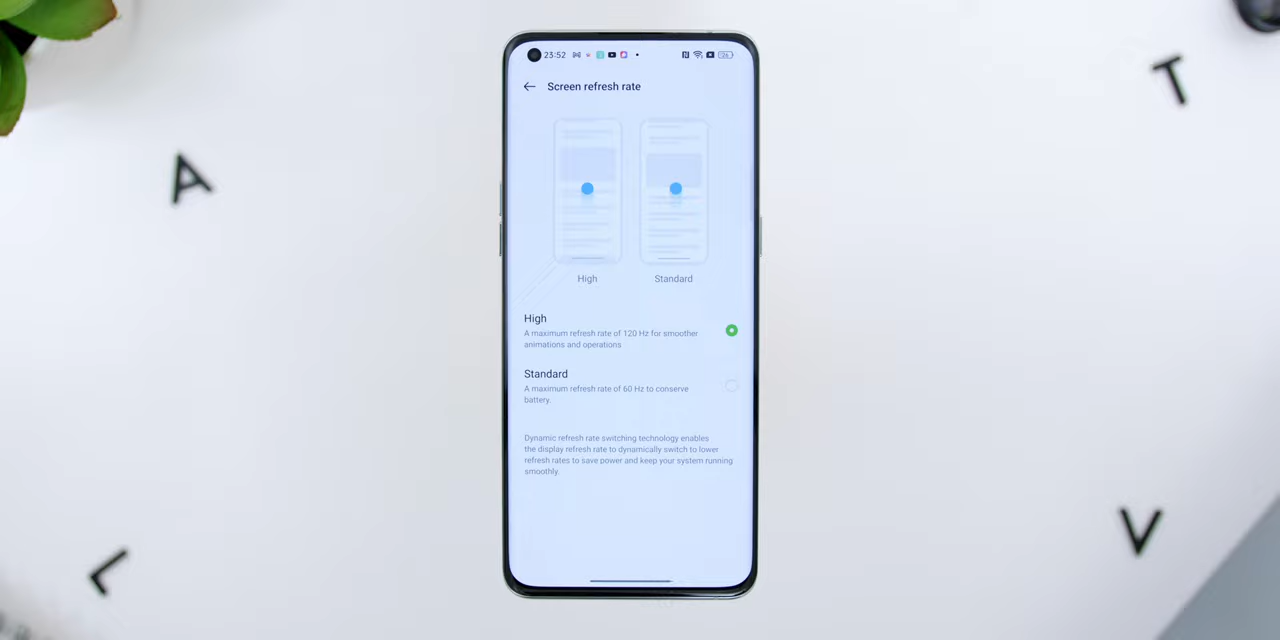 23:52
Screen refresh rate
High
Standard
High
A maximum refresh rate of 120 Hz for smoother
animations and operations
Standard
A maximum refresh rate of 60 Hz to conserve
battery.
Dynamic refresh rate switching technology enables
the display refresh rate to dynamically switch to lower
refresh rates to save power and keep your system running
smoothly.
A
T
L
V